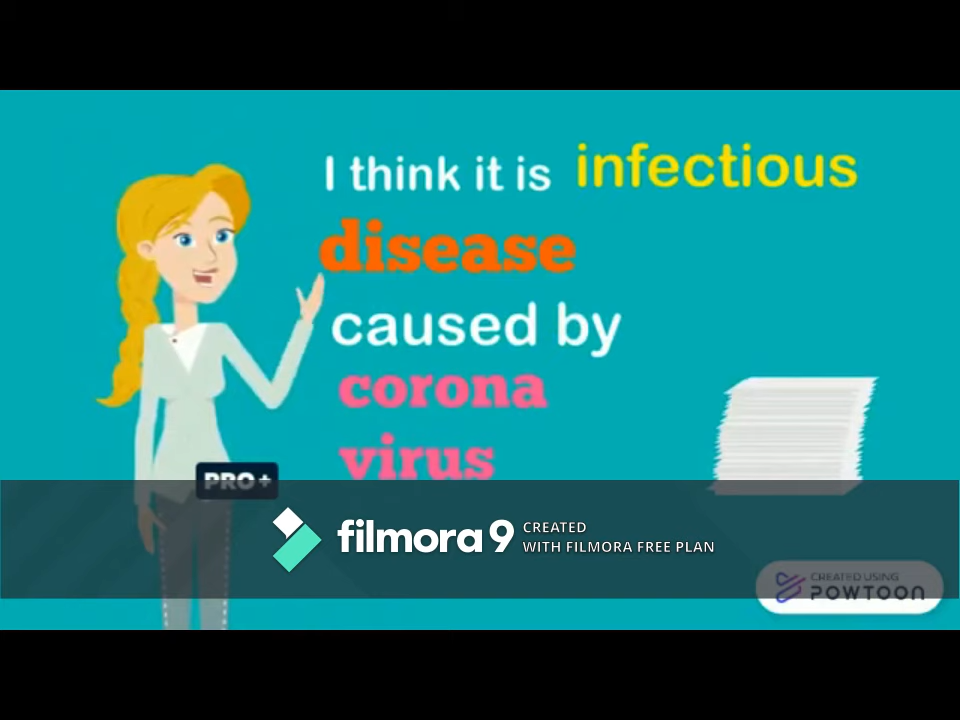 I think it is infectious
disease
caused by
corona
virus
PRO+
filmora 9 CREATED
WITH FILMORA FREE PLAN
CREATED USING
POWTOON